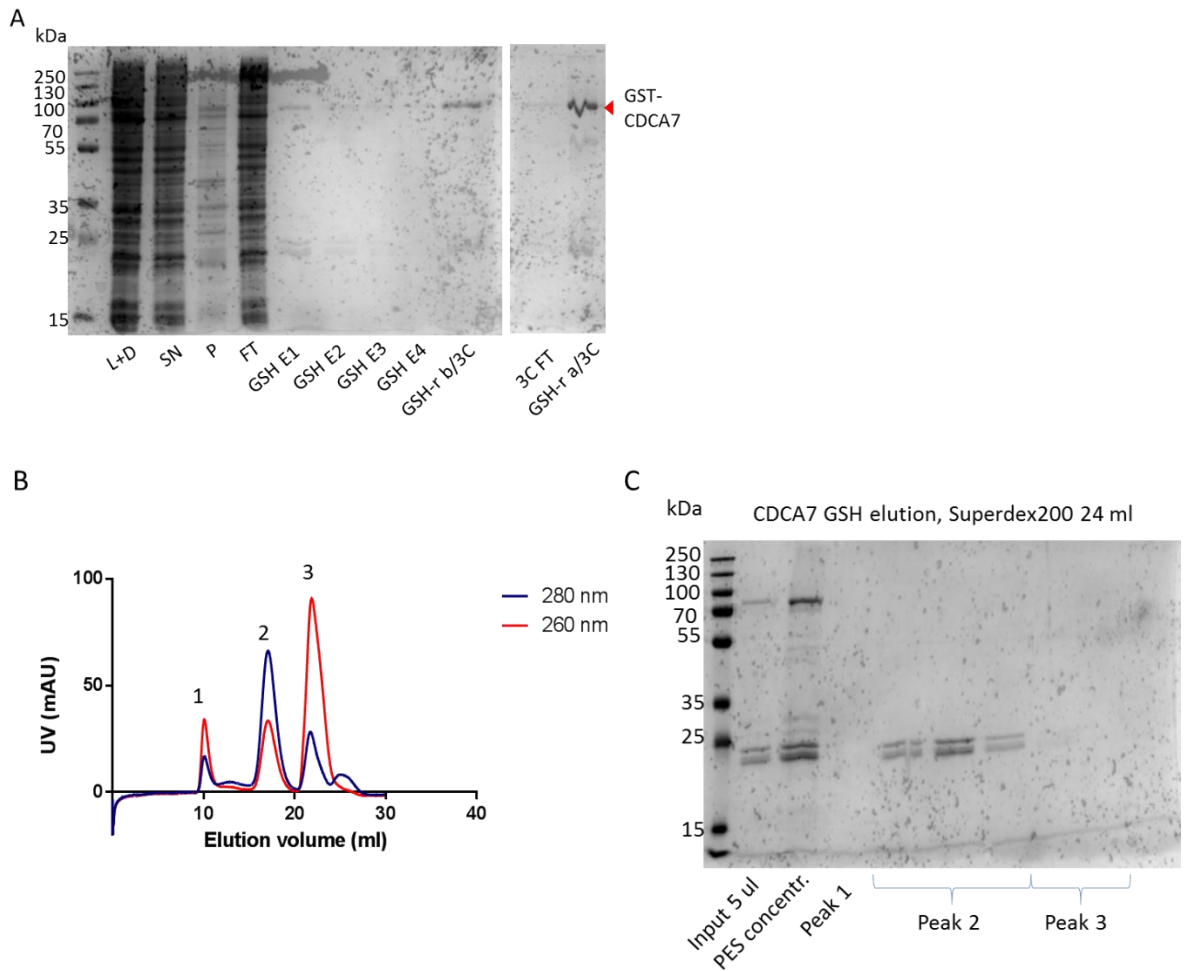 A
kDa
250
130
100
70
55
35
25
15
GST-
CDCA7
L+D
SN
P
FT
GSH E1
GSH E2
GSH E3
GSH E4
GSH-r b/3C
3C FT
GSH-r a/3C
B
100
50
0
UV (mAU)
1
2
3
280 nm
260 nm
10
20
30
40
Elution volume (ml)
C
kDa
CDCA7 GSH elution, Superdex200 24 ml
250
130
100
70
55
35
25
15
Input 5 ul
PES concentr.
Peak 1
Peak 2
Peak 3